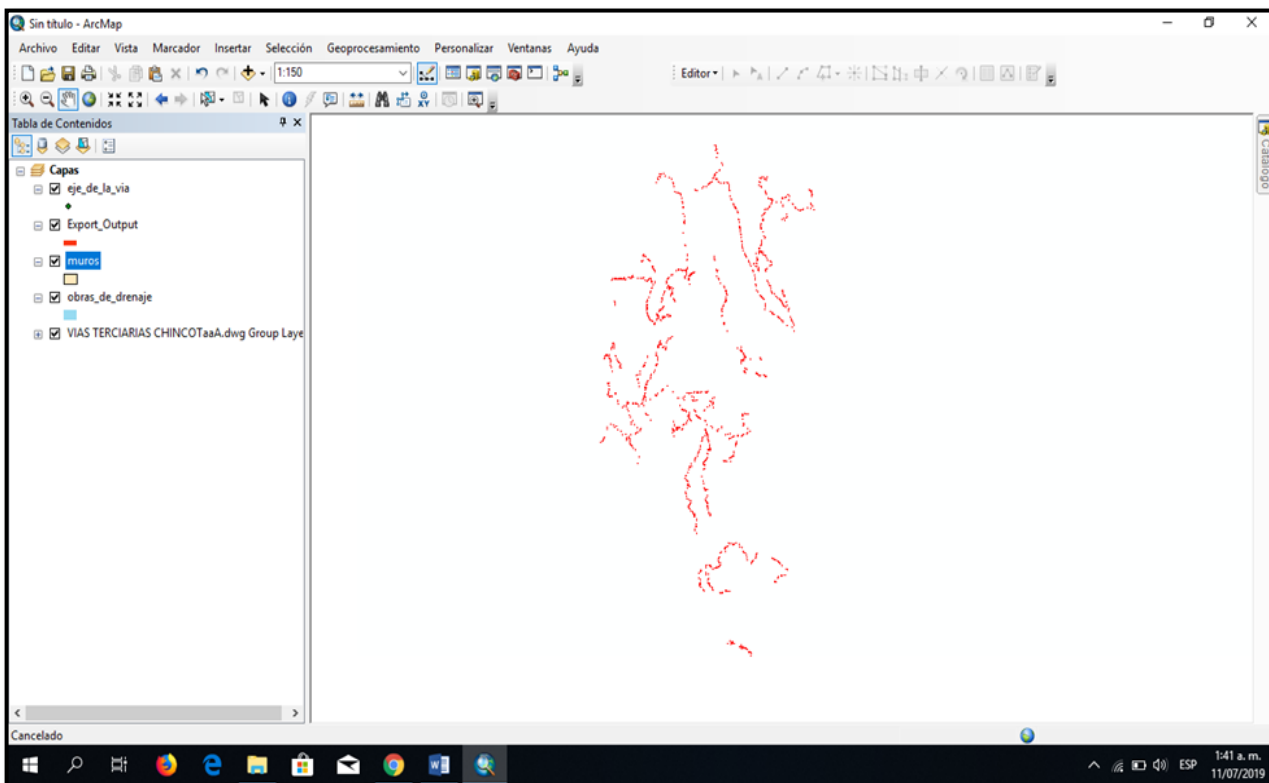 Sin título - ArcMap
Archivo Editar Vista Marcador Insertar Selección Geoprocesamiento Personalizar Ventanas Ayuda
1:150
Editor
Tabla de Contenidos
Capas
eje_de_la_via
Export_Output
muros
obras_de_drenaje
VIAS TERCIARIAS CHINCOTaaA.dwg Group Laye
Catálogo
Cancelado
ESP
1:41 a. m.
11/07/2019